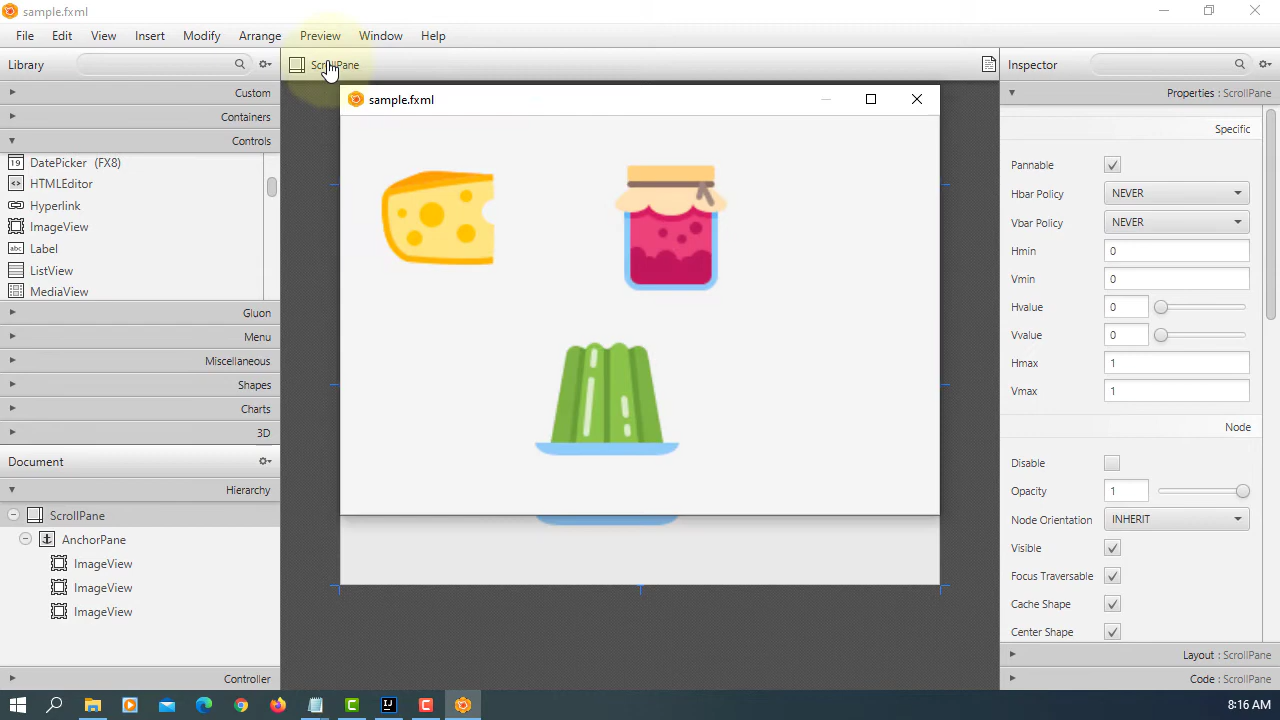 sample.fxml
File Edit View Insert Modify Arrange Preview Window Help
Library
ScrollPane
Inspector
Custom
Containers
Controls
DatePicker (FX8)
HTMLEditor
Hyperlink
ImageView
Label
ListView
MediaView
Gluon
Menu
Miscellaneous
Shapes
Charts
3D
Document
Hierarchy
ScrollPane
AnchorPane
ImageView
ImageView
ImageView
Controller
sample.fxml
Properties : ScrollPane
Specific
Pannable
Hbar Policy NEVER
Vbar Policy NEVER
Hmin 0
Vmin 0
Hvalue 0
Vvalue 0
Hmax 1
Vmax 1
Node
Disable
Opacity 1
Node Orientation INHERIT
Visible
Focus Traversable
Cache Shape
Center Shape
Layout : ScrollPane
Code : ScrollPane
8:16 AM